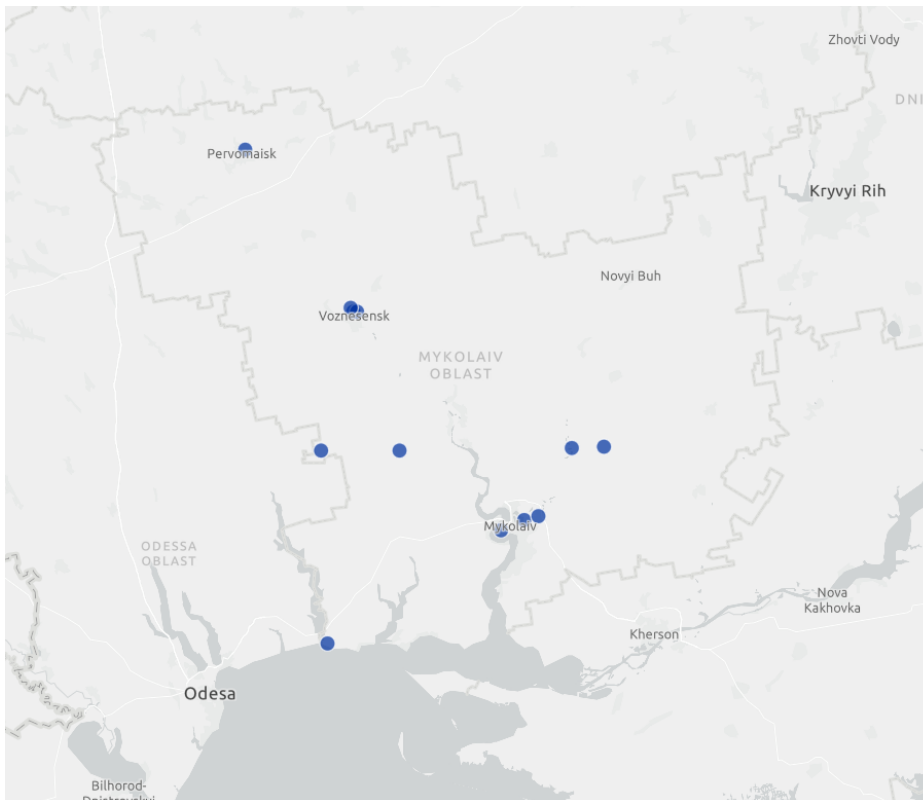 Zhovti Vody
DNI
Pervomaisk
Kryvyi Rih
Novyi Buh
Voznesensk
MYKOLAIV
OBLAST
Mykolaiv
ODESSA
OBLAST
Nova
Kakhovka
Kherson
Odesa
Bilhorod-
Dnistrovskyi